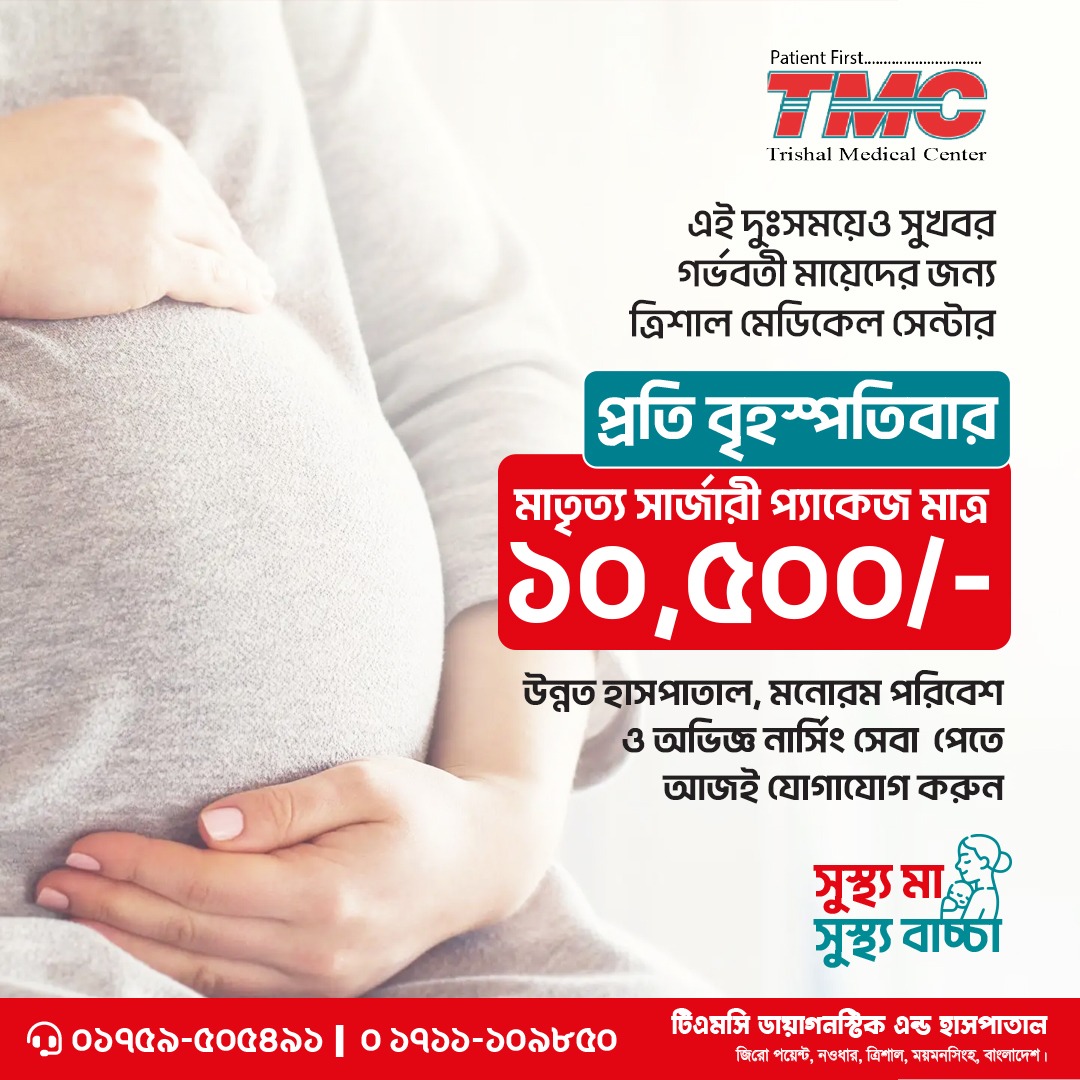 Patient First..............................
TMC
Trishal Medical Center
এই দুঃসময়েও সুখবর
গর্ভবতী মায়েদের জন্য
ত্রিশাল মেডিকেল সেন্টার
প্রতি বৃহস্পতিবার
মাতৃত্য সার্জারী প্যাকেজ মাত্র
১০,৫০০/-
উন্নত হাসপাতাল, মনোরম পরিবেশ
ও অভিজ্ঞ নার্সিং সেবা পেতে
আজই যোগাযোগ করুন
সুস্থ্য মা
সুস্থ্য বাচ্চা
০১৭৫৯-৫০৫৪৯১ | ০ ১৭১১-১০৯৮৫০
টিএমসি ডায়াগনস্টিক এন্ড হাসপাতাল
জিরো পয়েন্ট, নওধার, ত্রিশাল, ময়মনসিংহ, বাংলাদেশ।